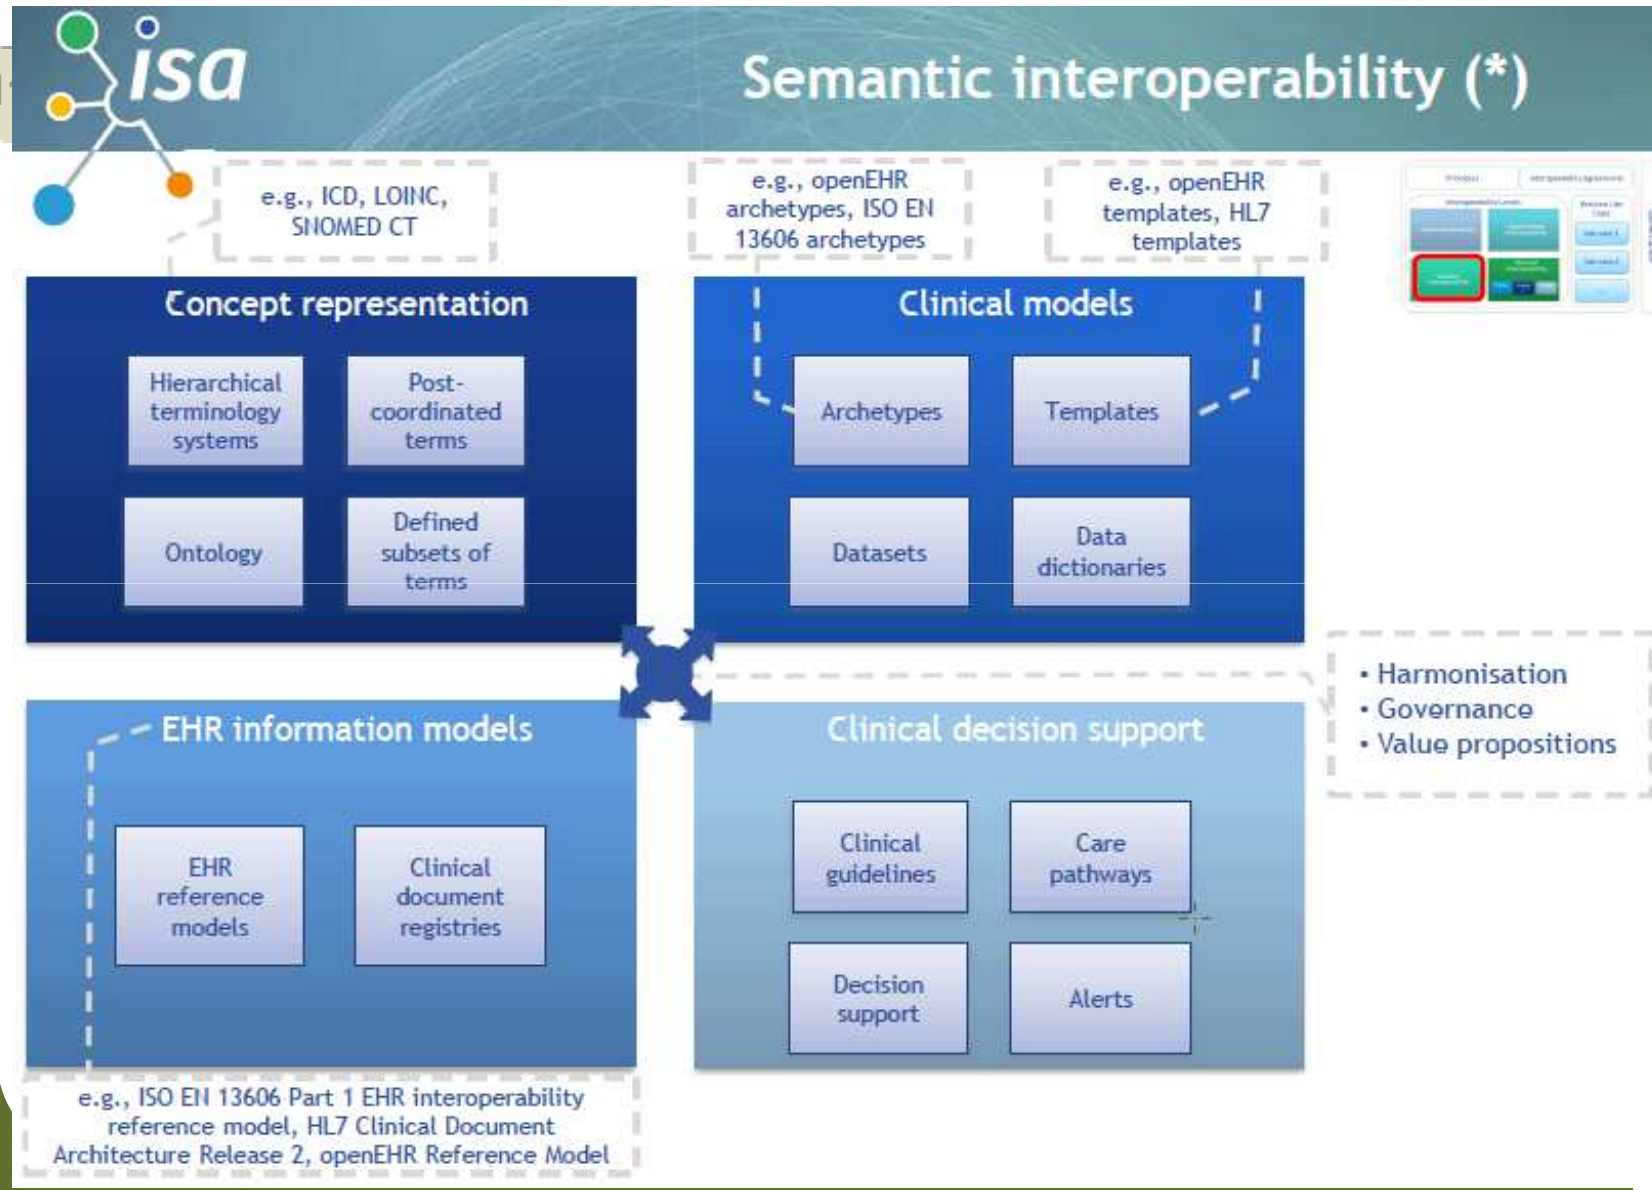 isa
Semantic interoperability (*)
e.g., ICD, LOINC,
SNOMED CT
e.g., openEHR
archetypes, ISO EN
13606 archetypes
e.g., openEHR
templates, HL7
templates
Concept representation
Hierarchical
terminology
systems
Post-
coordinated
terms
Ontology
Defined
subsets of
terms
Clinical models
Archetypes
Templates
Datasets
Data
dictionaries
• Harmonisation
• Governance
• Value propositions
EHR information models
EHR
reference
models
Clinical
document
registries
Clinical decision support
Clinical
guidelines
Care
pathways
Decision
support
Alerts
e.g., ISO EN 13606 Part 1 EHR interoperability
reference model, HL7 Clinical Document
Architecture Release 2, openEHR Reference Model